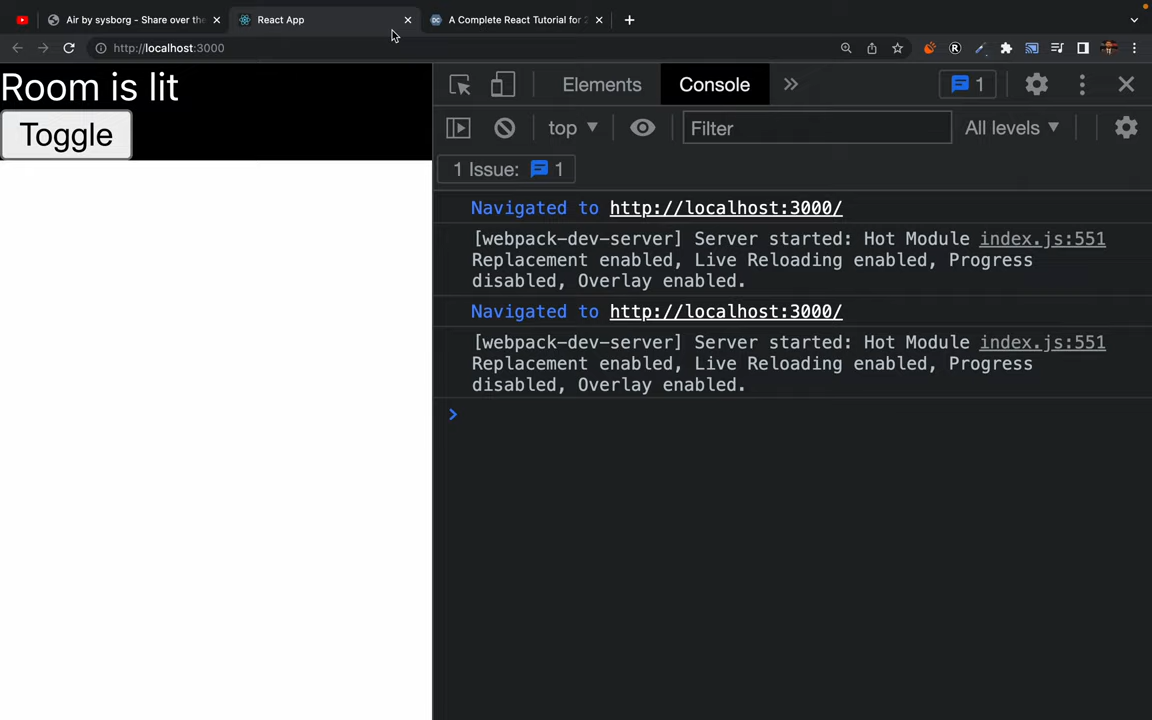 Air by sysborg - Share over the
React App
A Complete React Tutorial for 2
http://localhost:3000
Room is lit
Toggle
Elements
Console
1
top
Filter
All levels
1 Issue:
1
Navigated to http://localhost:3000/
[webpack-dev-server] Server started: Hot Module index.js:551
Replacement enabled, Live Reloading enabled, Progress
disabled, Overlay enabled.
Navigated to http://localhost:3000/
[webpack-dev-server] Server started: Hot Module index.js:551
Replacement enabled, Live Reloading enabled, Progress
disabled, Overlay enabled.